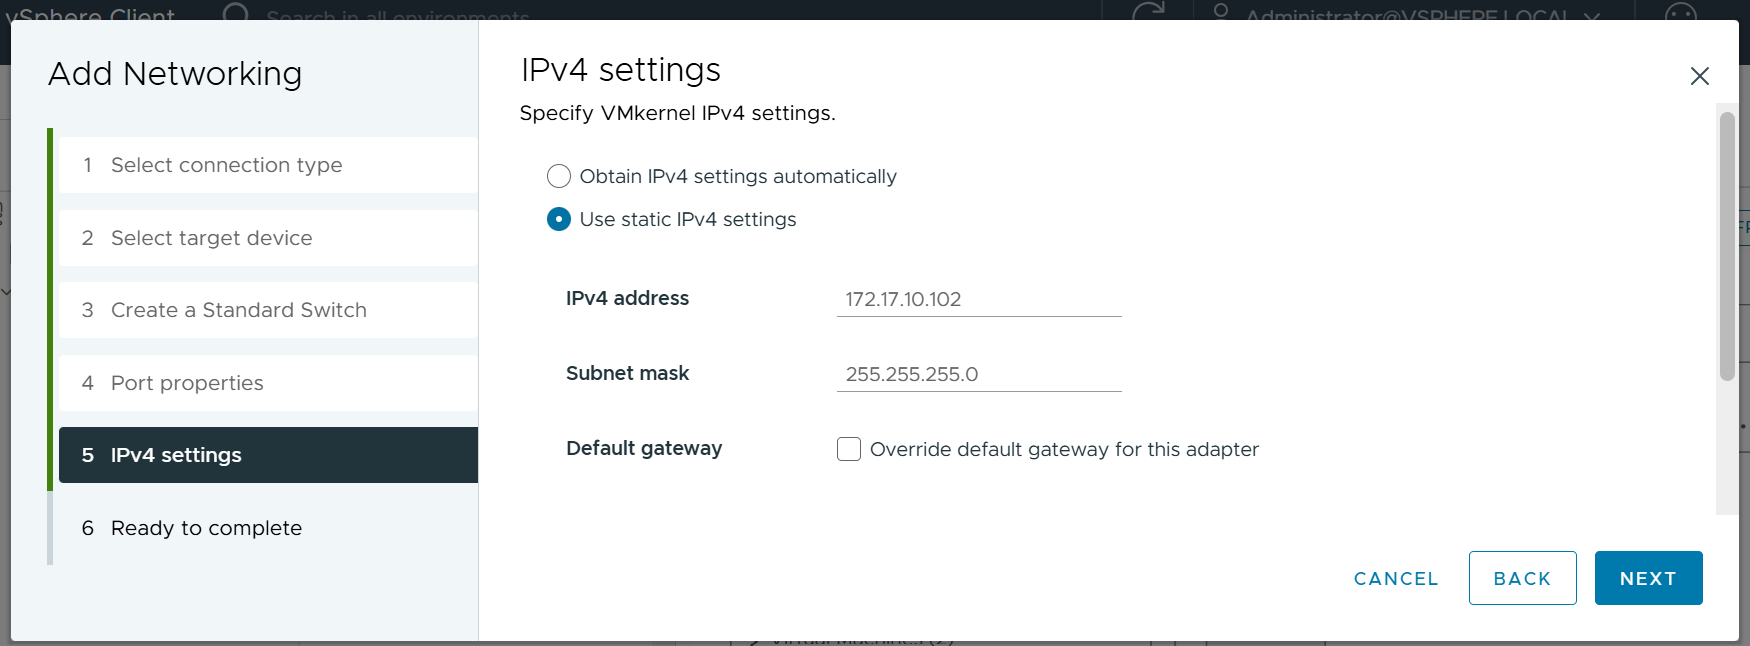 vSphere Client
Search in all environments
Administrator@VSPHERE.LOCAL
Add Networking
1 Select connection type
2 Select target device
3 Create a Standard Switch
4 Port properties
5 IPv4 settings
6 Ready to complete
IPv4 settings
Specify VMkernel IPv4 settings.
Obtain IPv4 settings automatically
Use static IPv4 settings
IPv4 address 172.17.10.102
Subnet mask 255.255.255.0
Default gateway Override default gateway for this adapter
CANCEL BACK NEXT
Virtual Machines (2)